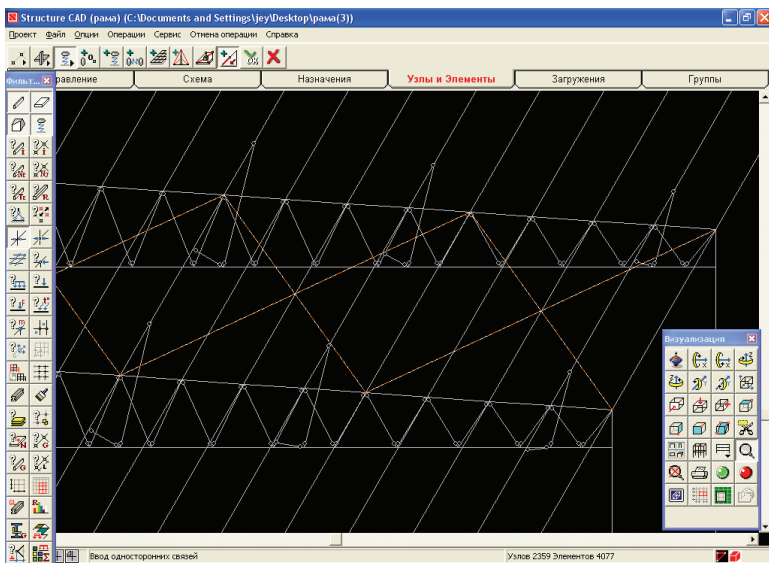 Structure CAD (рама) (C:\Documents and Settings\jey\Desktop\рама(3))
Проект Файл Опции Операции Сервис Отмена операции Справка
Фильт... равление Схема Назначения Узлы и Элементы Загружения Группы
Визуализация
Ввод односторонних связей Узлов 2359 Элементов 4077